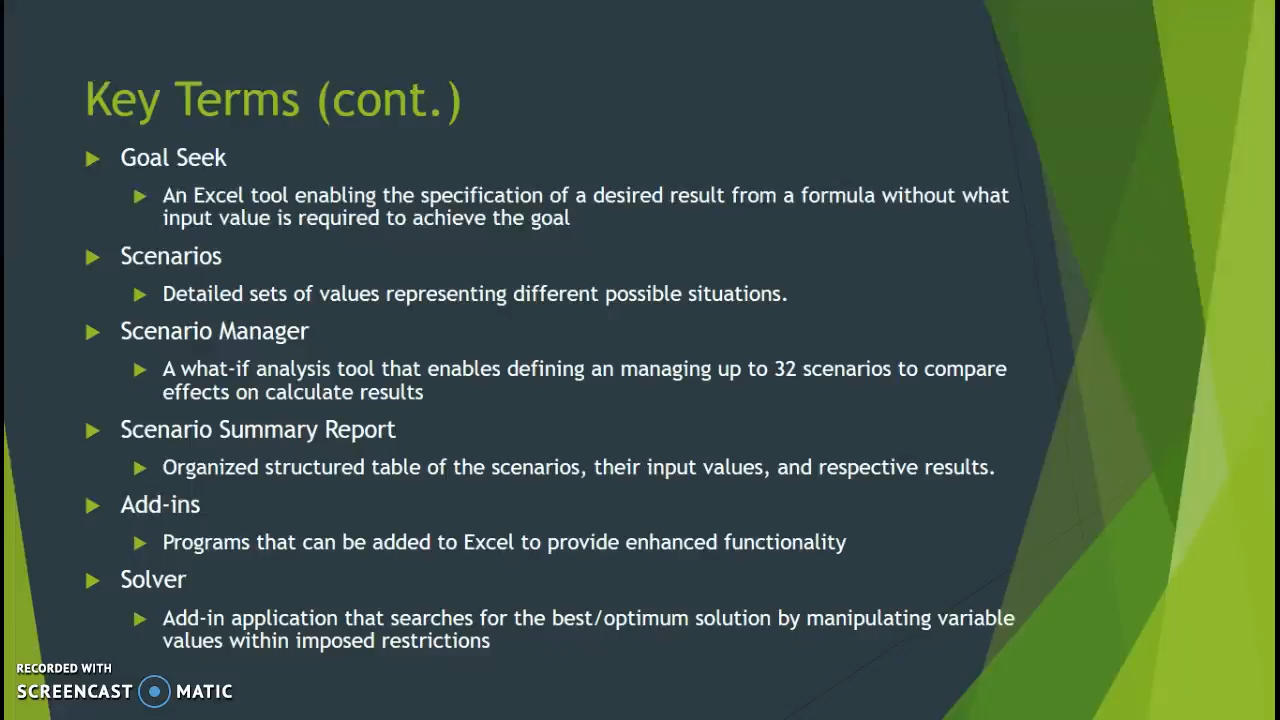 Key Terms (cont.)
Goal Seek
An Excel tool enabling the specification of a desired result from a formula without what
input value is required to achieve the goal
Scenarios
Detailed sets of values representing different possible situations.
Scenario Manager
A what-if analysis tool that enables defining an managing up to 32 scenarios to compare
effects on calculate results
Scenario Summary Report
Organized structured table of the scenarios, their input values, and respective results.
Add-ins
Programs that can be added to Excel to provide enhanced functionality
Solver
Add-in application that searches for the best/optimum solution by manipulating variable
values within imposed restrictions
RECORDED WITH
SCREENCAST MATIC